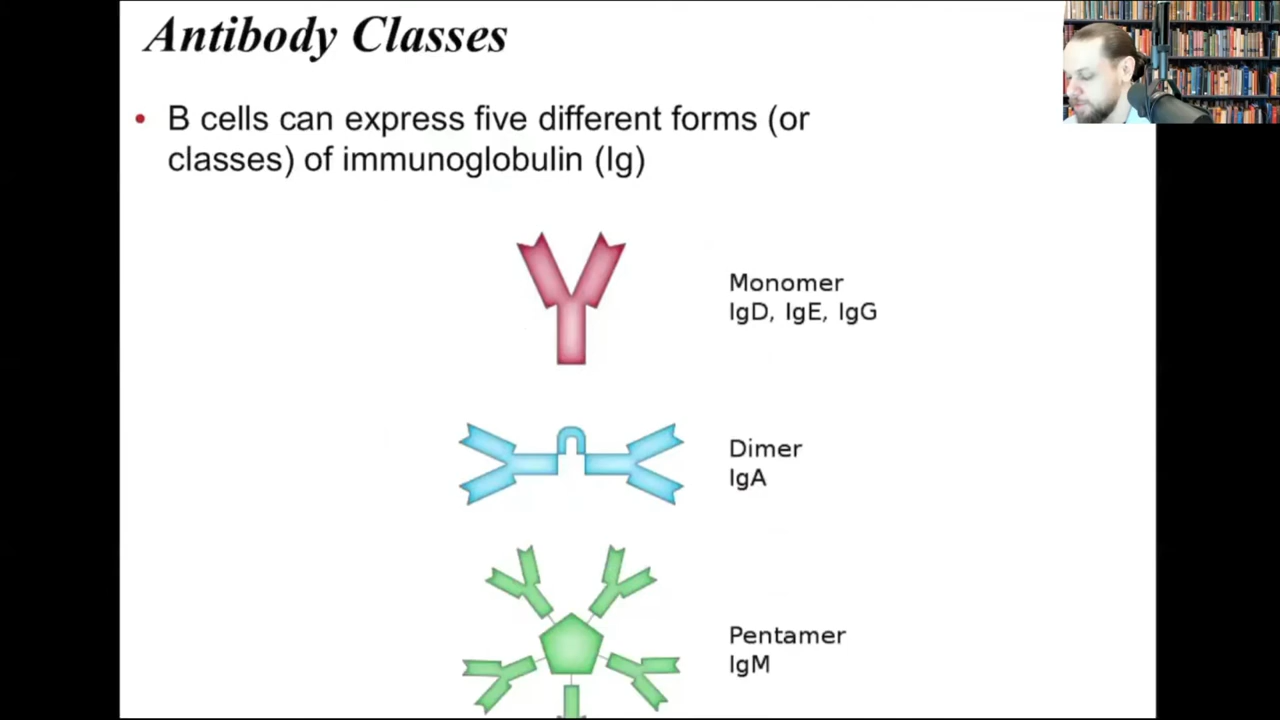 Antibody Classes
• B cells can express five different forms (or
classes) of immunoglobulin (Ig)
Monomer
IgD, IgE, IgG
Dimer
IgA
Pentamer
IgM